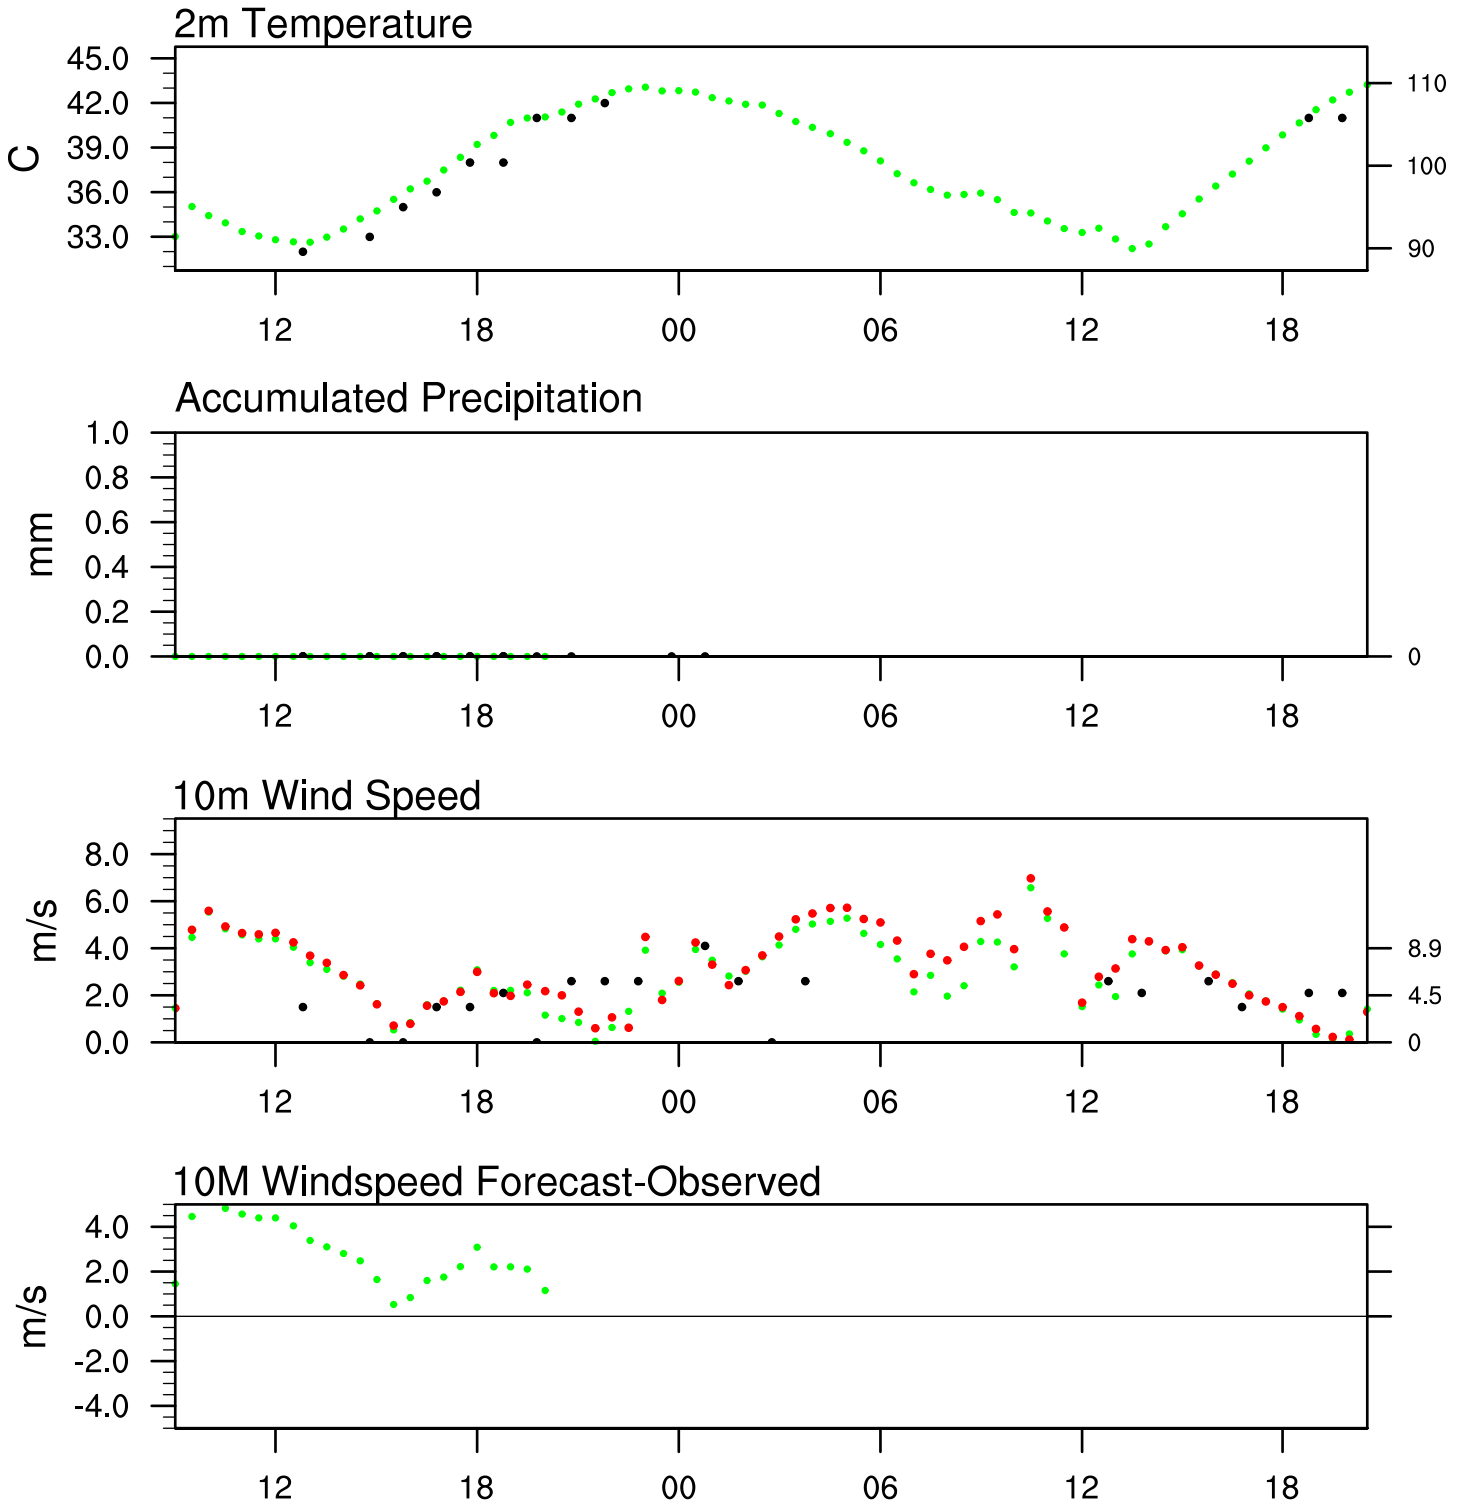 2m Temperature
45.0
42.0
39.0
36.0
33.0
C
110
100
90
12 18 00 06 12 18
Accumulated Precipitation
1.0
0.8
0.6
0.4
0.2
0.0
mm
0
12 18 00 06 12 18
10m Wind Speed
8.0
6.0
4.0
2.0
0.0
m/s
8.9
4.5
0
12 18 00 06 12 18
10M Windspeed Forecast-Observed
4.0
2.0
0.0
-2.0
-4.0
m/s
12 18 00 06 12 18